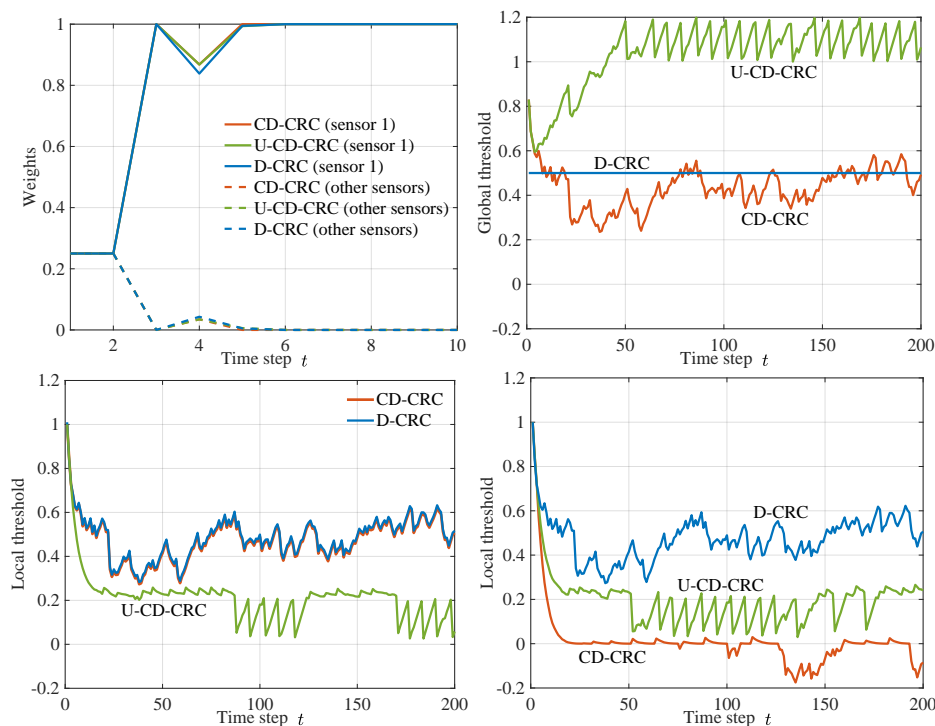 1
0.8
0.6
0.4
0.2
0
Weights
CD-CRC (sensor 1)
U-CD-CRC (sensor 1)
D-CRC (sensor 1)
CD-CRC (other sensors)
U-CD-CRC (other sensors)
D-CRC (other sensors)
2 4 6 8 10
Time step t
1.2
1
0.8
0.6
0.4
0.2
0
-0.2
Global threshold
U-CD-CRC
D-CRC
CD-CRC
0 50 100 150 200
Time step t
1.2
1
0.8
0.6
0.4
0.2
0
-0.2
Local threshold
CD-CRC
D-CRC
U-CD-CRC
0 50 100 150 200
Time step t
1.2
1
0.8
0.6
0.4
0.2
0
-0.2
Local threshold
D-CRC
U-CD-CRC
CD-CRC
0 50 100 150 200
Time step t